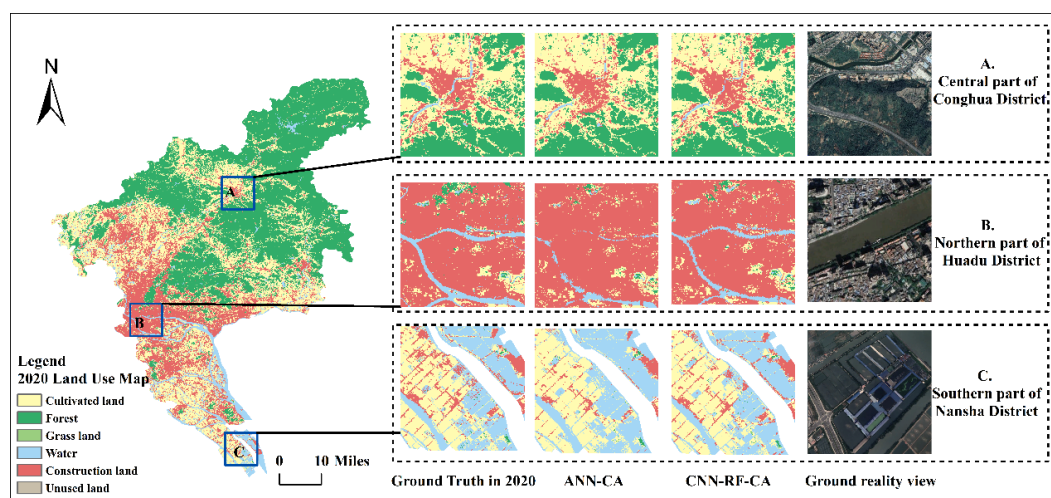 N
A
B
C
Legend
2020 Land Use Map
Cultivated land
Forest
Grass land
Water
Construction land
Unused land
0 10 Miles
A.
Central part of
Conghua District
B.
Northern part of
Huadu District
C.
Southern part of
Nansha District
Ground Truth in 2020 ANN-CA CNN-RF-CA Ground reality view